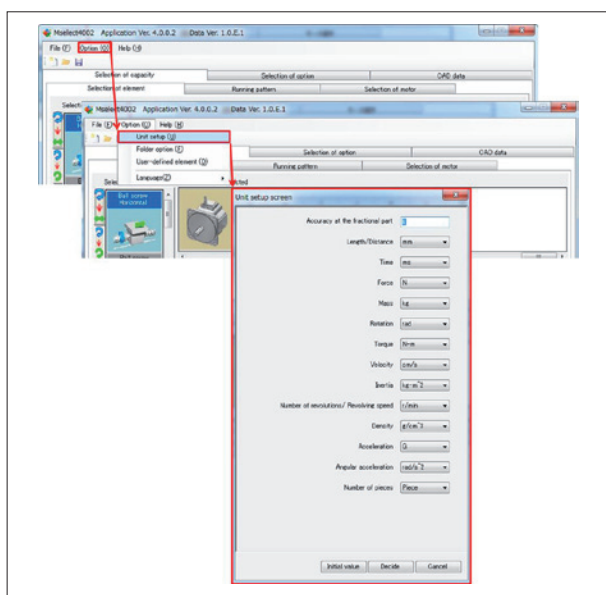 Mselect4002 Application Ver. 4.0.0.2 Data Ver. 1.0.E.1
File (F) Option (O) Help (H)
Selection of capacity Selection of option CAD data
Selection of element Running pattern Selection of motor
Mselect4002 Application Ver. 4.0.0.2 Data Ver. 1.0.E.1
File (F) Option (O) Help (H)
Unit setup (U)
Folder option (F)
User-defined element (D)
Language(Z)
Selection of option CAD data
Running pattern Selection of motor
Ball screw
Horizontal
Unit setup screen
Accuracy at the fractional part
Length/Distance mm
Time ms
Force N
Mass kg
Rotation rad
Torque N-m
Velocity cm/s
Inertia kg-m^2
Number of revolutions/ Revolving speed r/min
Density g/cm^3
Acceleration G
Angular acceleration rad/s^2
Number of pieces Piece
Initial value Decide Cancel